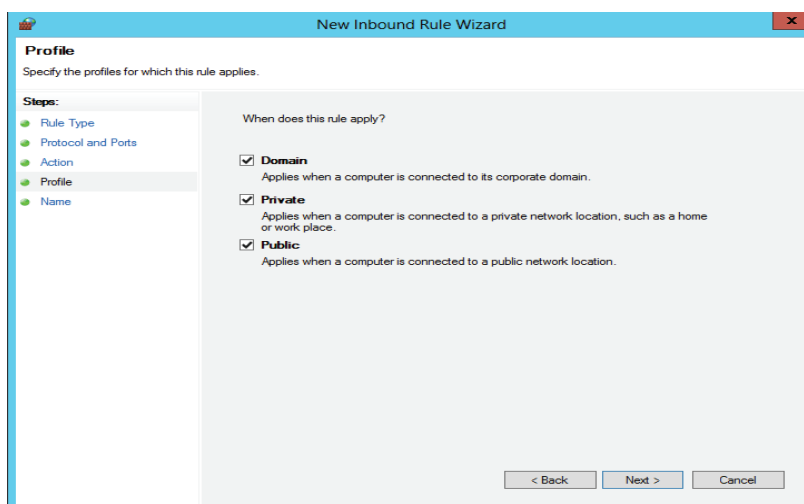 New Inbound Rule Wizard
x
Profile
Specify the profiles for which this rule applies.
Steps:
Rule Type
Protocol and Ports
Action
Profile
Name
When does this rule apply?
Domain
Applies when a computer is connected to its corporate domain.
Private
Applies when a computer is connected to a private network location, such as a home
or work place.
Public
Applies when a computer is connected to a public network location.
< Back
Next >
Cancel